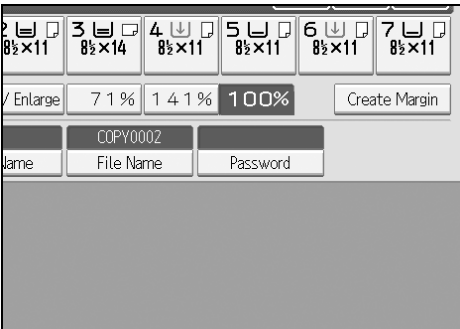 2 3 4 5 6 7
8½×11 8½×14 8½×11 8½×11 8½×11 8½×11
/ Enlarge 71% 141% 100% Create Margin
COPY0002
Name File Name Password